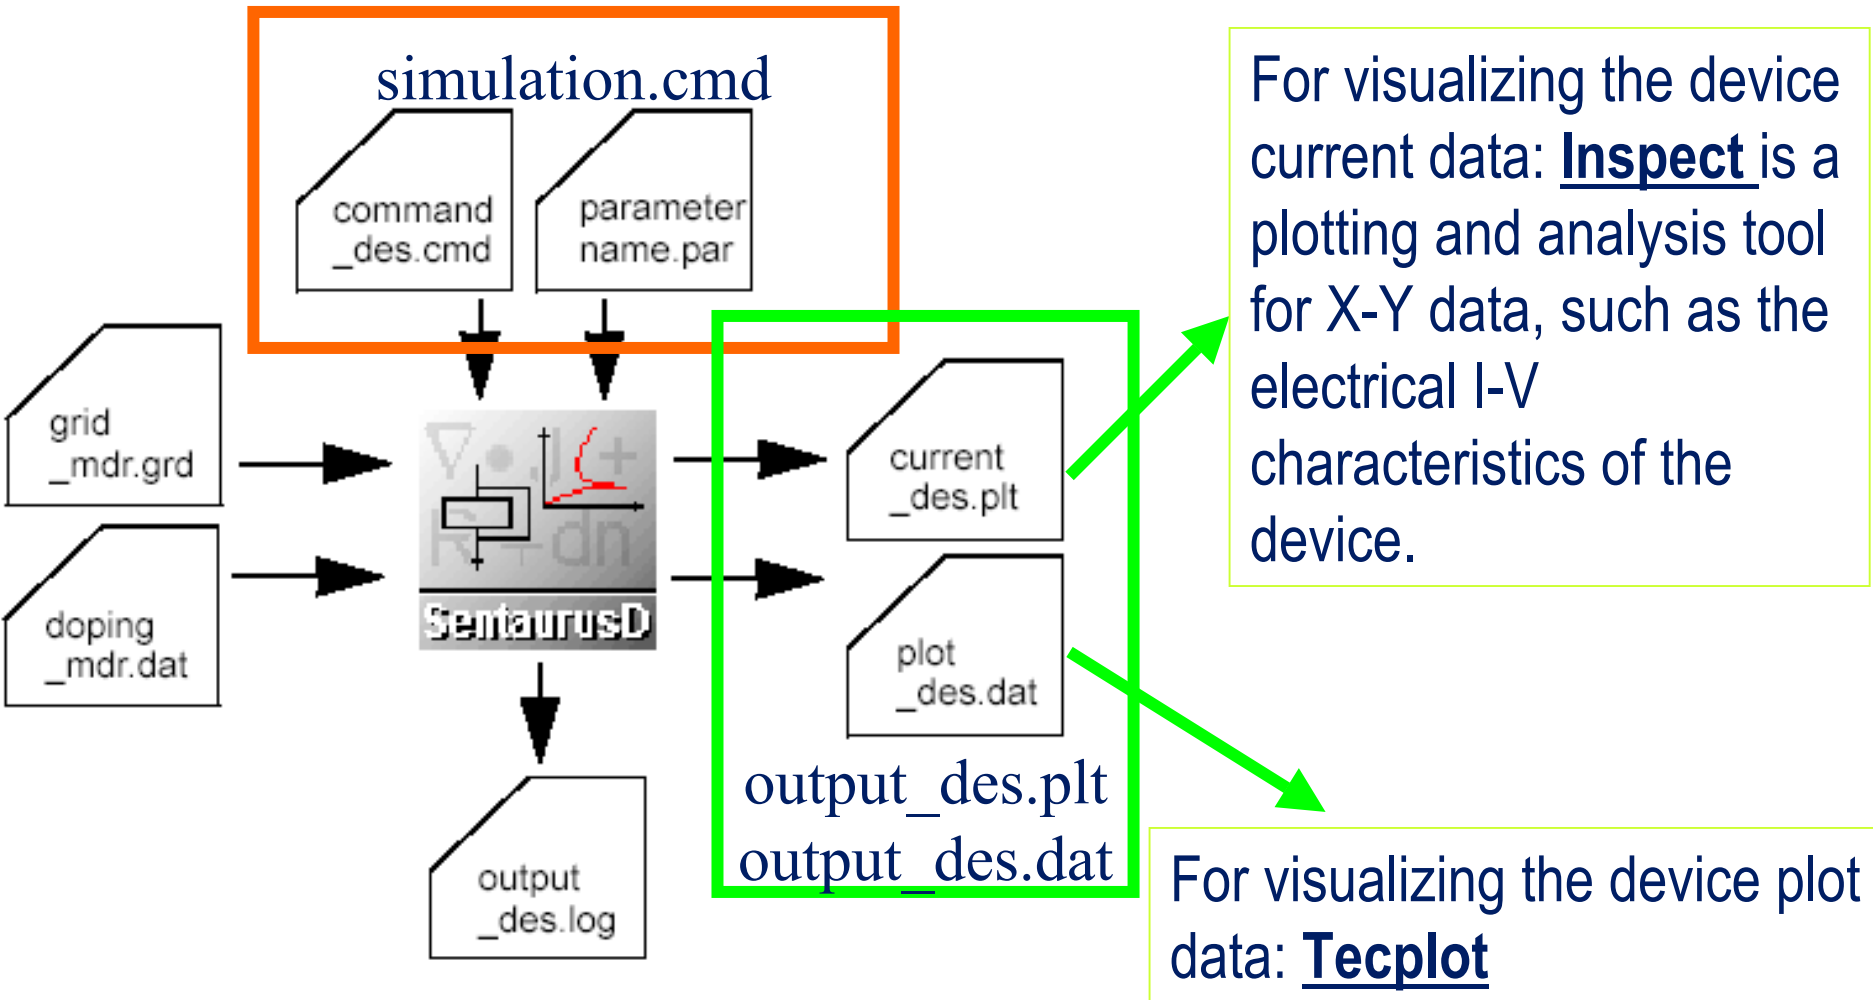 simulation.cmd
command
_des.cmd
parameter
name.par
grid
_mdr.grd
doping
_mdr.dat
SentaurusD
current
_des.plt
plot
_des.dat
output_des.plt
output_des.dat
output
_des.log
For visualizing the device
current data: Inspect is a
plotting and analysis tool
for X-Y data, such as the
electrical I-V
characteristics of the
device.
For visualizing the device plot
data: Tecplot